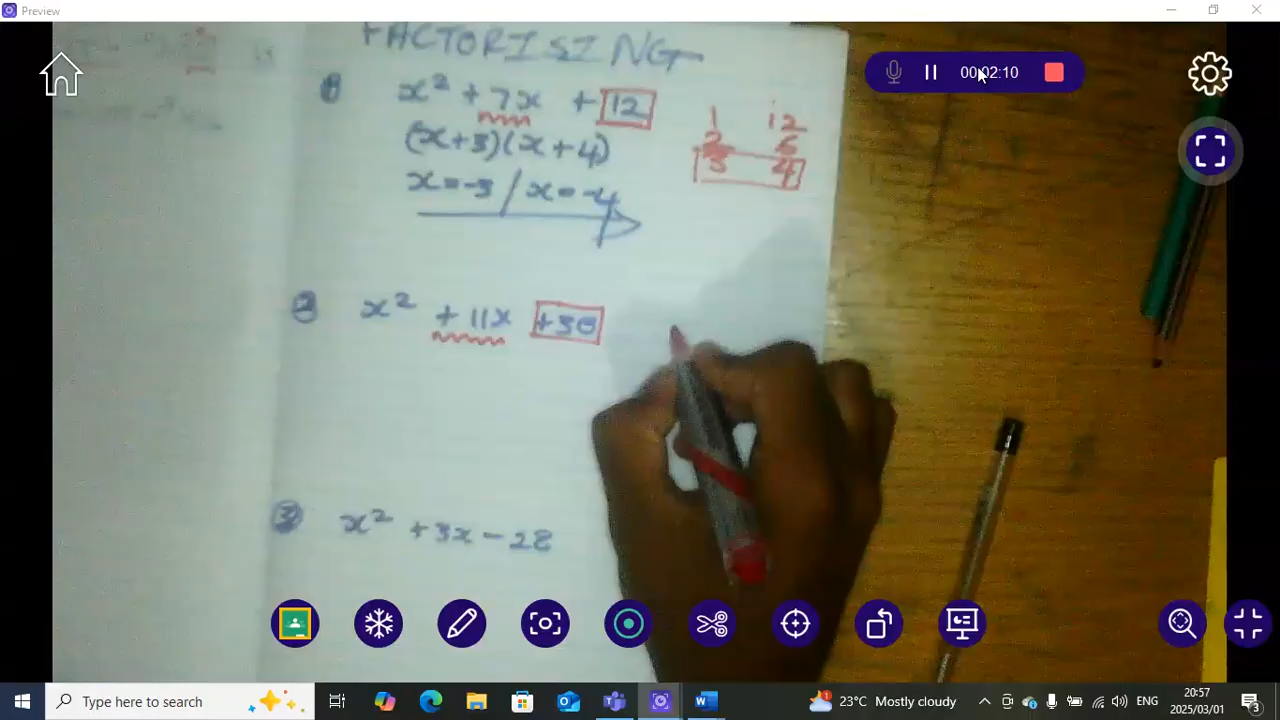 Preview
FACTORISING
① x² + 7x + 12
(x+3)(x+4)
x = -3 / x = -4
1 12
2 6
3 4
00:02:10
② x² + 11x + 30
③ x² + 3x - 28
Type here to search
23°C Mostly cloudy
ENG
20:57
2025/03/01
3